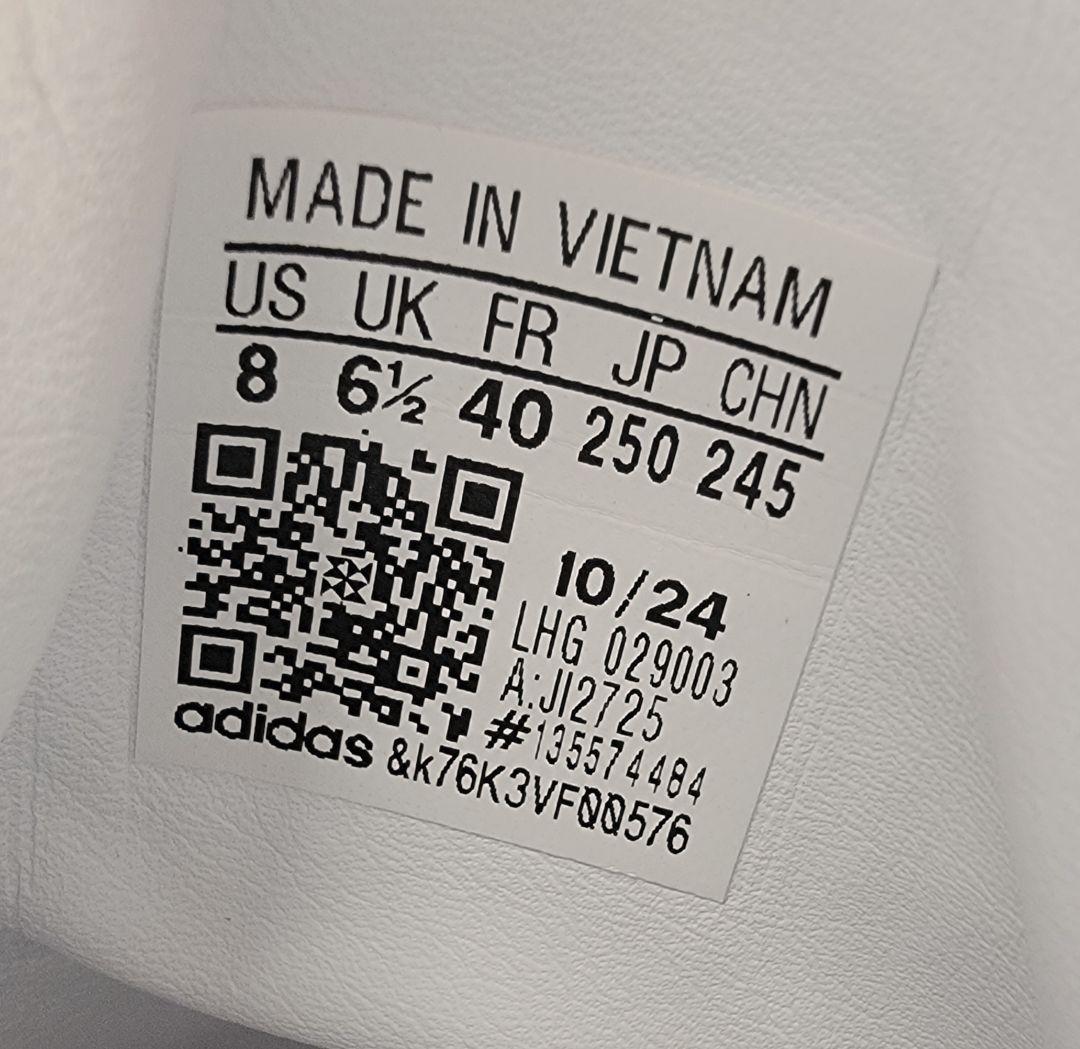 MADE IN VIETNAM
US UK FR JP CHN
8 6½ 40 250 245
10/24
LHG 029003
A:JI2725
#135574484
adidas &k76K3VF00576